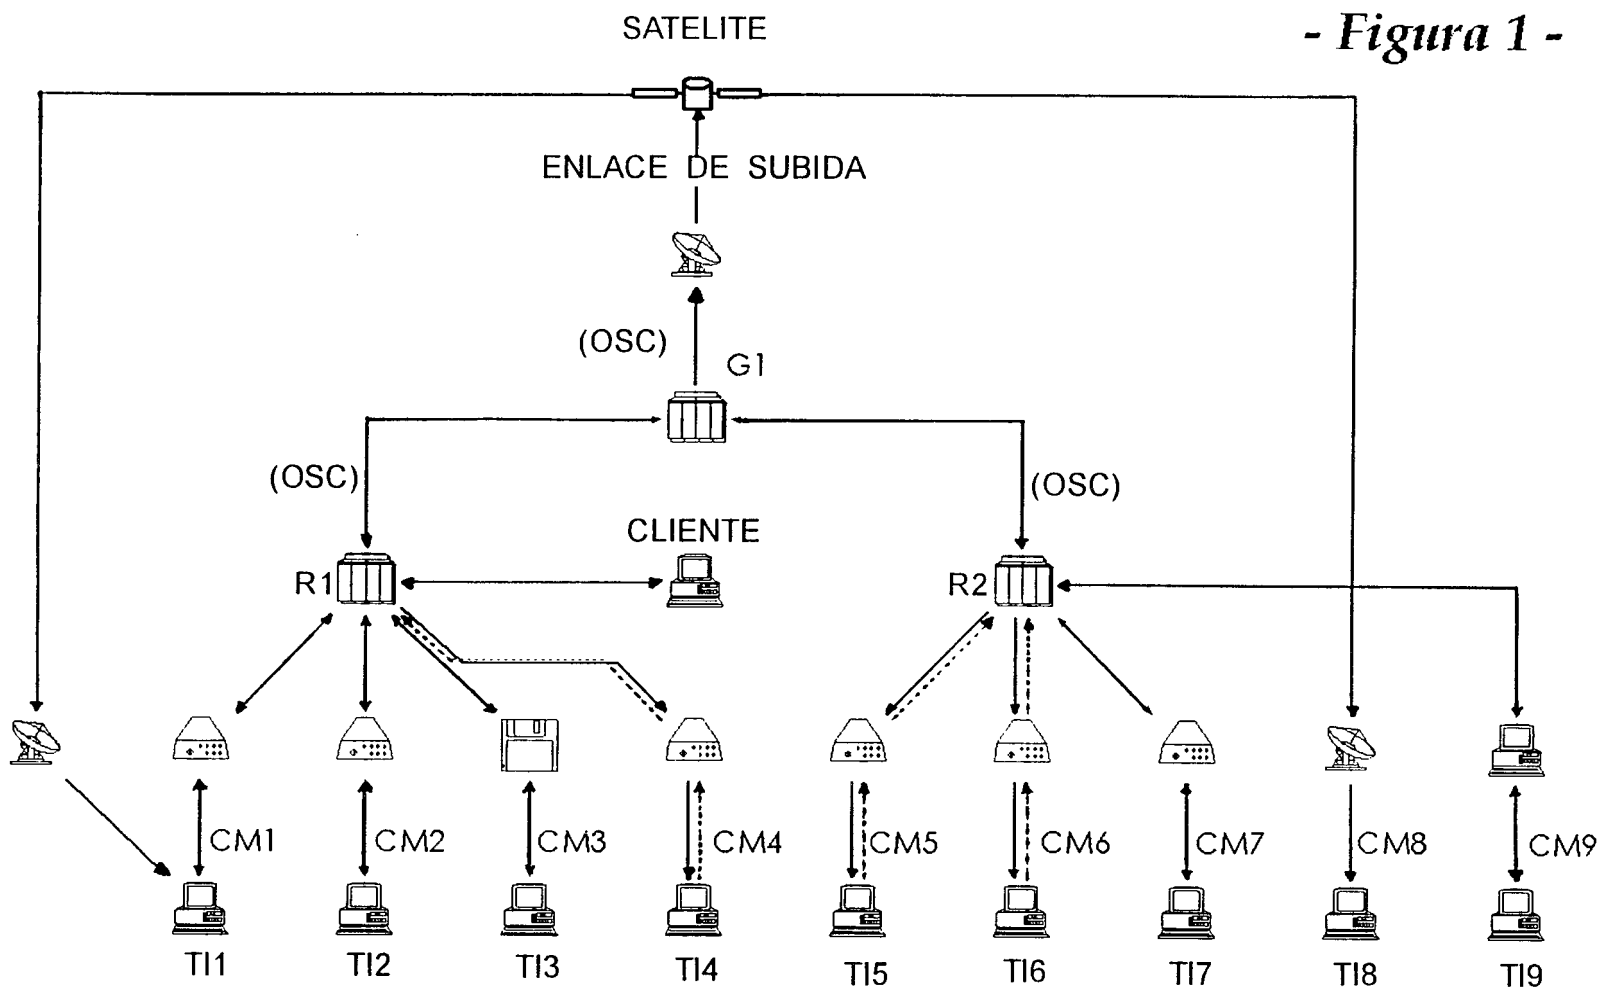 SATELITE
- Figura 1 -
ENLACE DE SUBIDA
(OSC)
G1
(OSC)
(OSC)
CLIENTE
R1
R2
CM1
CM2
CM3
CM4
CM5
CM6
CM7
CM8
CM9
TI1
TI2
TI3
TI4
TI5
TI6
TI7
TI8
TI9